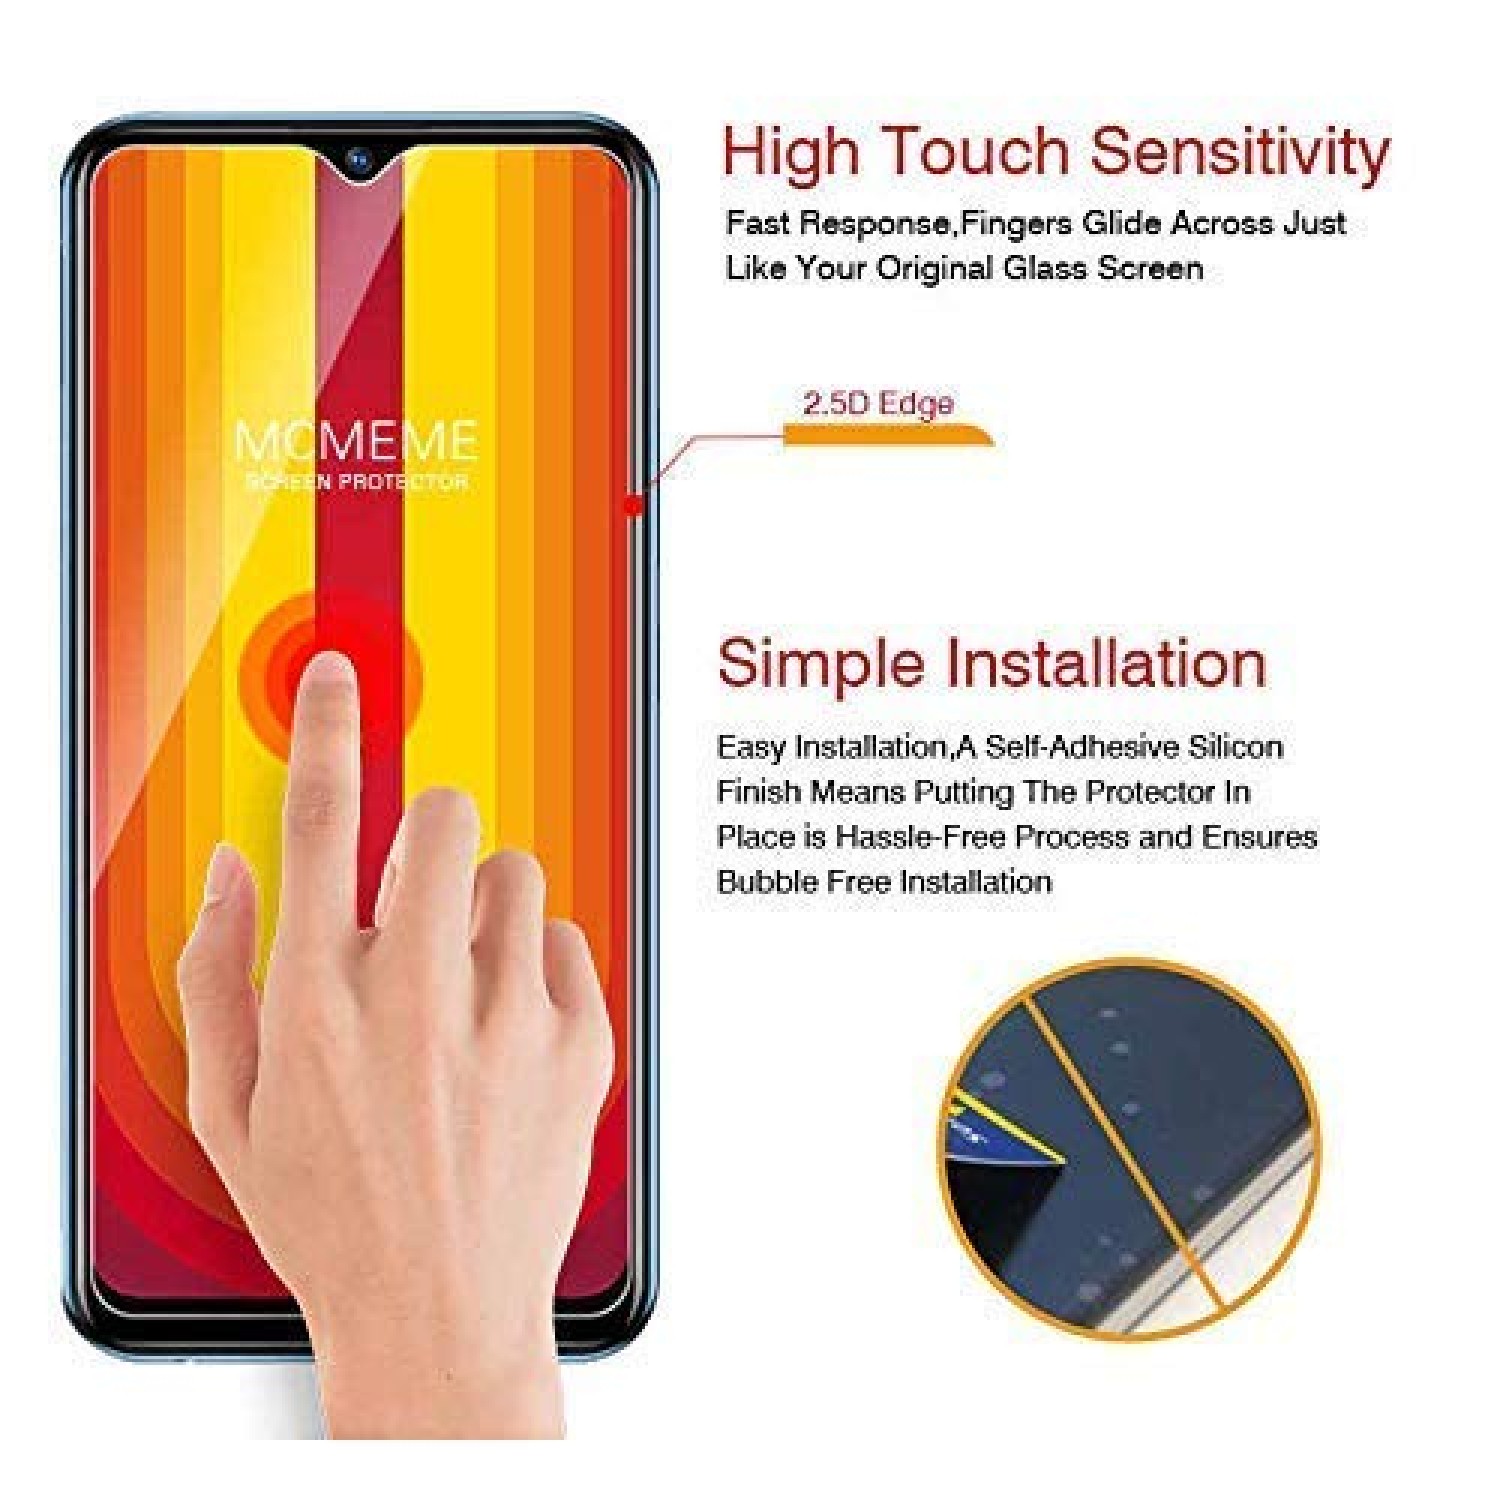 High Touch Sensitivity
Fast Response,Fingers Glide Across Just
Like Your Original Glass Screen
2.5D Edge
MCMEME
SCREEN PROTECTOR
Simple Installation
Easy Installation,A Self-Adhesive Silicon
Finish Means Putting The Protector In
Place is Hassle-Free Process and Ensures
Bubble Free Installation